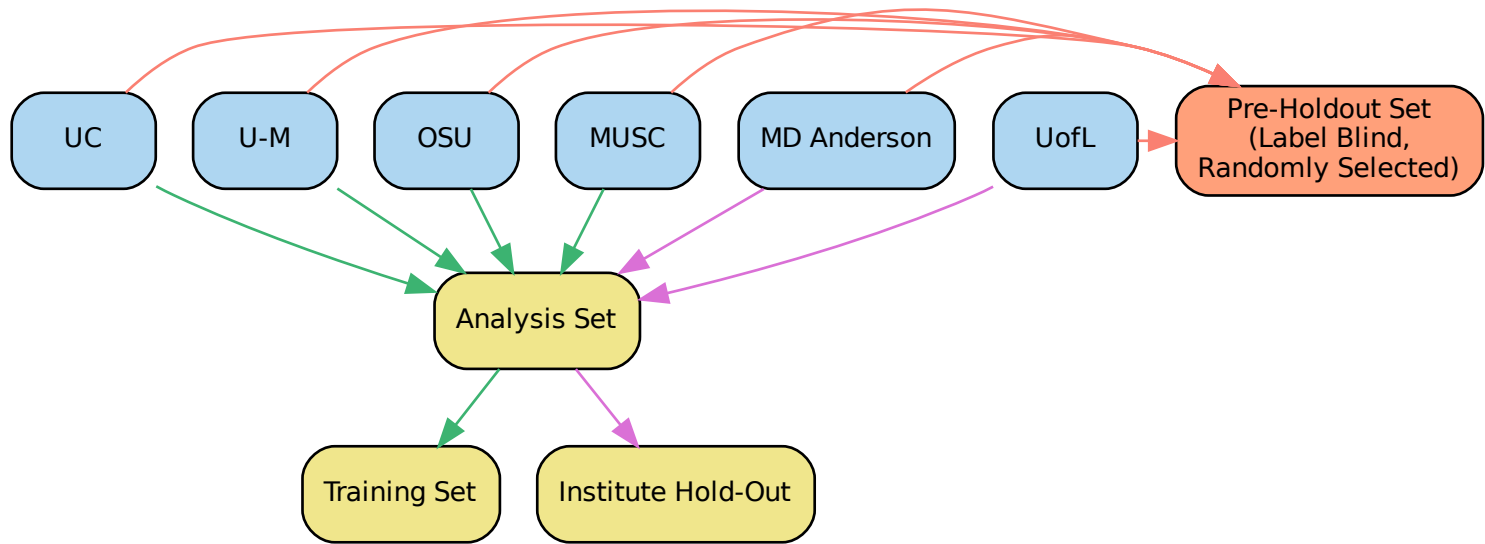 UC
U-M
OSU
MUSC
MD Anderson
UofL
Pre-Holdout Set
(Label Blind,
Randomly Selected)
Analysis Set
Training Set
Institute Hold-Out